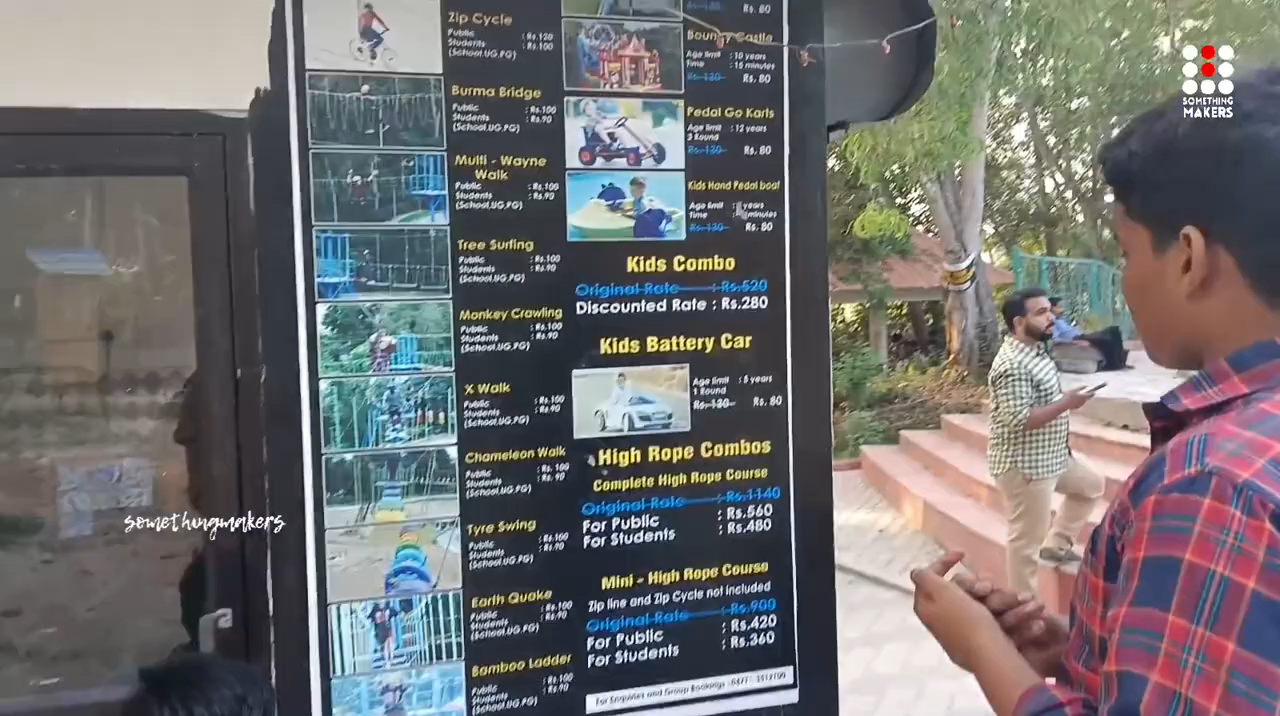 Zip Cycle
Public : Rs.120
Students : Rs.100
(School.UG.PG)
Burma Bridge
Public : Rs.100
Students : Rs.90
(School.UG.PG)
Multi - Wayne
Walk
Public : Rs.100
Students : Rs.90
(School.UG.PG)
Tree Surfing
Public : Rs.100
Students : Rs.90
(School.UG.PG)
Monkey Crawling
Public : Rs.100
Students : Rs.90
(School.UG.PG)
X Walk
Public : Rs.100
Students : Rs.90
(School.UG.PG)
Chameleon Walk
Public : Rs. 100
Students : Rs. 90
(School.UG.PG)
Tyre Swing
Public : Rs.100
Students : Rs.90
(School.UG.PG)
Earth Quake
Public : Rs.100
Students : Rs.90
(School.UG.PG)
Bamboo Ladder
Public : Rs.100
Students : Rs.90
(School.UG.PG)
Rs. 80
Bouncy Castle
Age limit : 10 years
Time : 15 minutes
Rs. 130 Rs. 80
Pedal Go Karts
Age limit : 12 years
Round
Rs. 130 Rs. 80
Kids Hand Pedal boat
Age limit : years
Time : minutes
Rs. 130 Rs. 80
Kids Combo
Original Rate : Rs.520
Discounted Rate : Rs.280
Kids Battery Car
Age limit : 5 years
1 Round
Rs. 130 Rs. 80
High Rope Combos
Complete High Rope Course
Original Rate : Rs.1140
For Public : Rs.560
For Students : Rs.480
Mini - High Rope Course
Zip line and Zip Cycle not included
Original Rate : Rs.900
For Public : Rs.420
For Students : Rs.360
For Enquiries and Group Bookings :
SOMETHING
MAKERS
somethingmakers